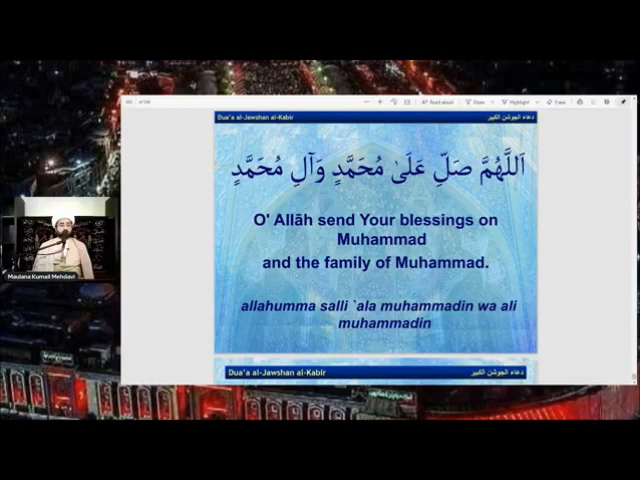 Read aloud
Draw
Highlight
Erase
Dua'a al-Jawshan al-Kabir دعاء الجوشن الكبير
اَللَّهُمَّ صَلِّ عَلَىٰ مُحَمَّدٍ وَآلِ مُحَمَّدٍ
O' Allāh send Your blessings on
Muhammad
and the family of Muhammad.
allahumma salli `ala muhammadin wa ali
muhammadin
Maulana Kumail Mehdavi
Dua'a al-Jawshan al-Kabir دعاء الجوشن الكبير